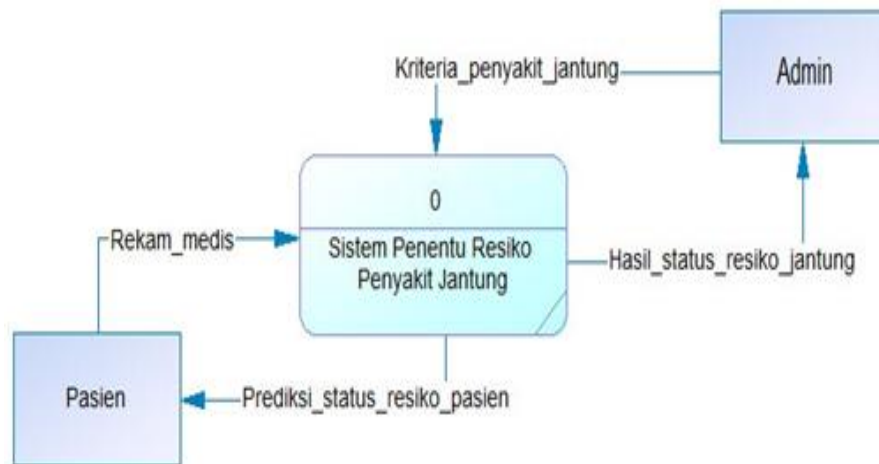 Kriteria_penyakit_jantung
Admin
0
Sistem Penentu Resiko
Penyakit Jantung
Rekam_medis
Hasil_status_resiko_jantung
Pasien
Prediksi_status_resiko_pasien